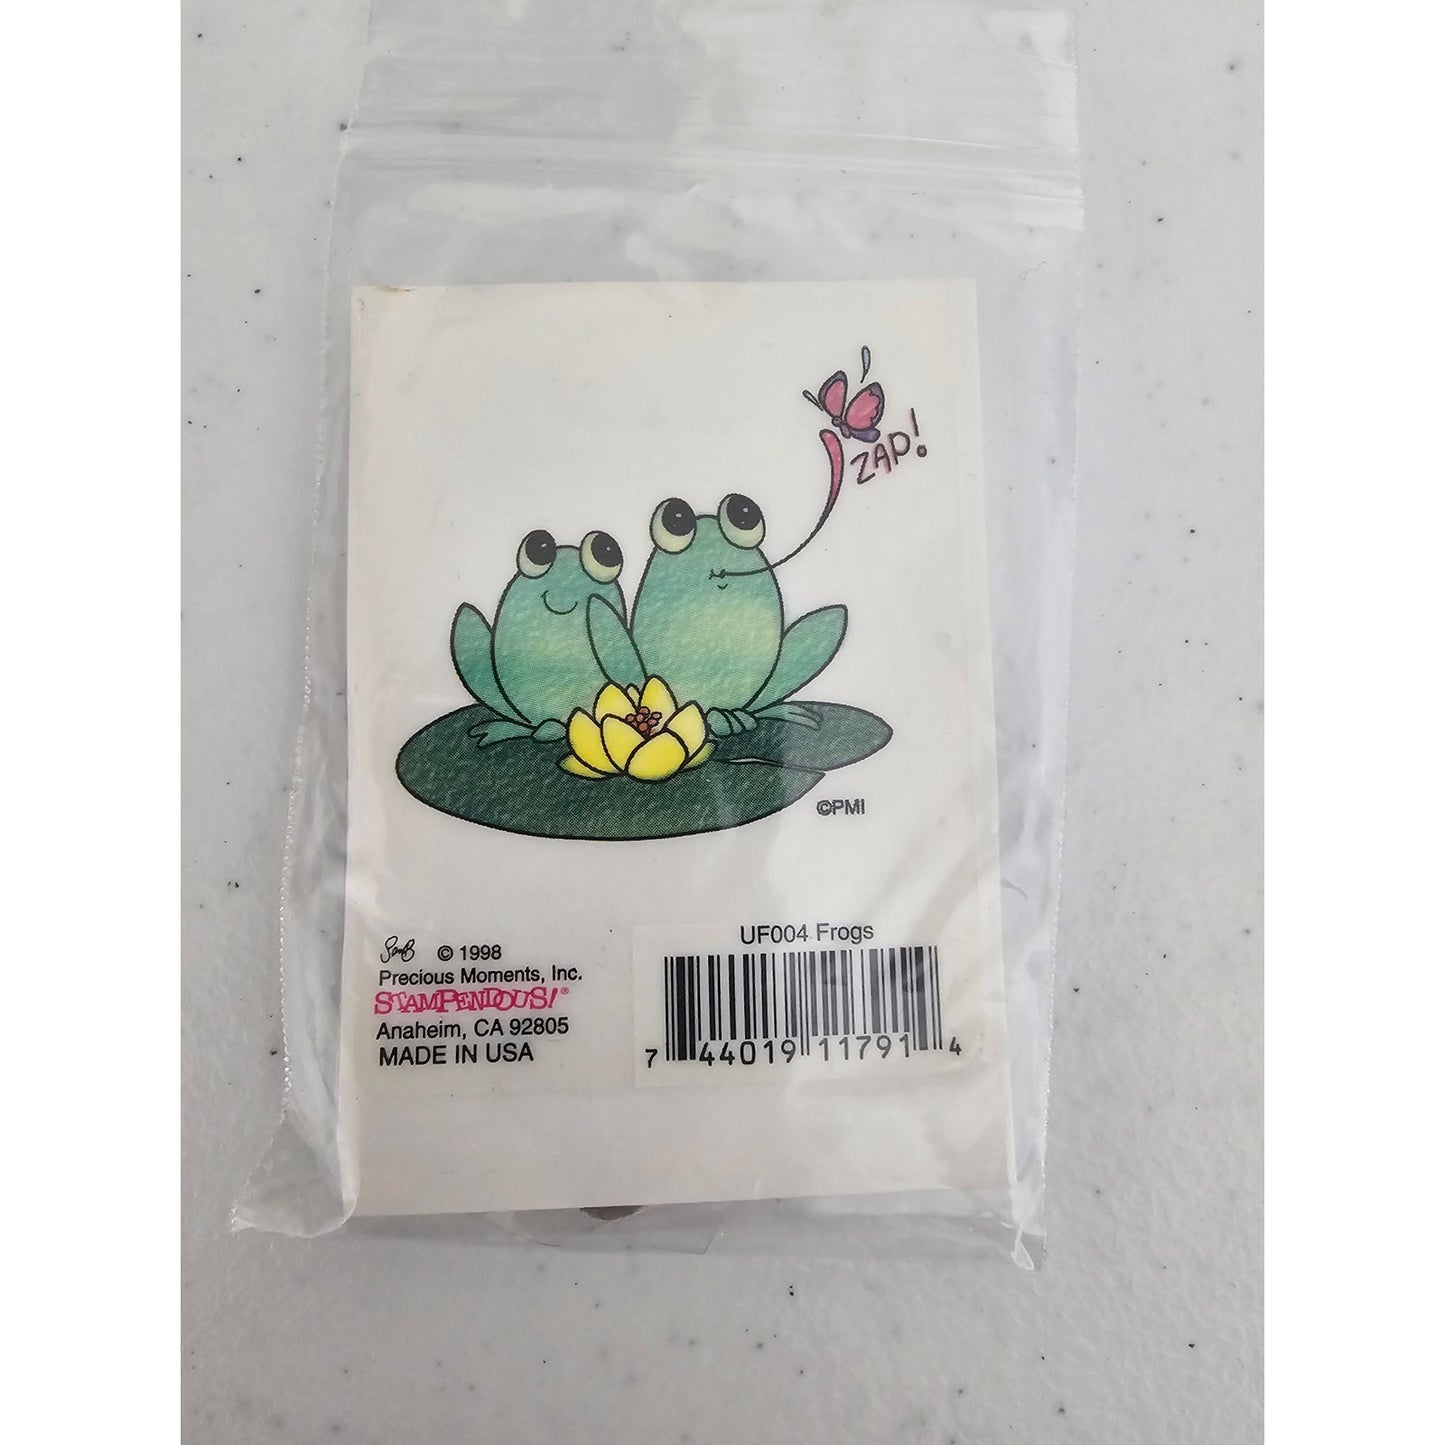 ZAP!
©PMI
SamB © 1998
Precious Moments, Inc.
STAMPENDOUS!®
Anaheim, CA 92805
MADE IN USA
UF004 Frogs
7 44019 11791 4